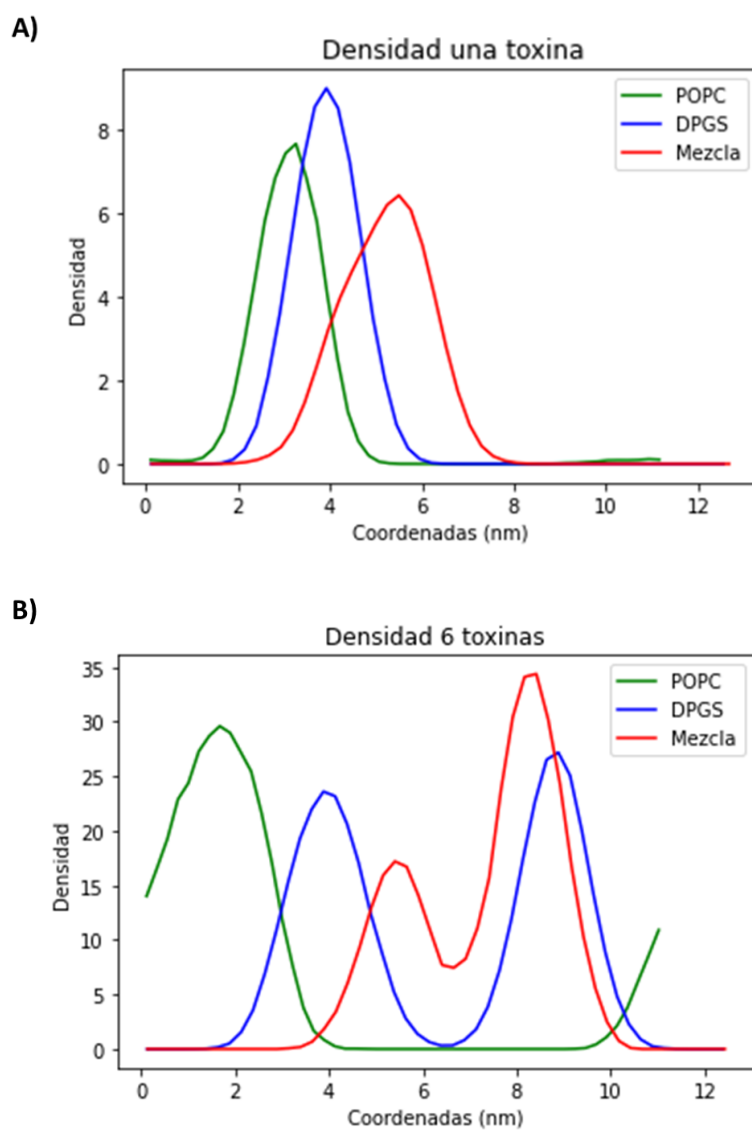 A)
Densidad una toxina
POPC
DPGS
Mezcla
Densidad
8
6
4
2
0
0 2 4 6 8 10 12
Coordenadas (nm)
B)
Densidad 6 toxinas
POPC
DPGS
Mezcla
Densidad
35
30
25
20
15
10
5
0
0 2 4 6 8 10 12
Coordenadas (nm)